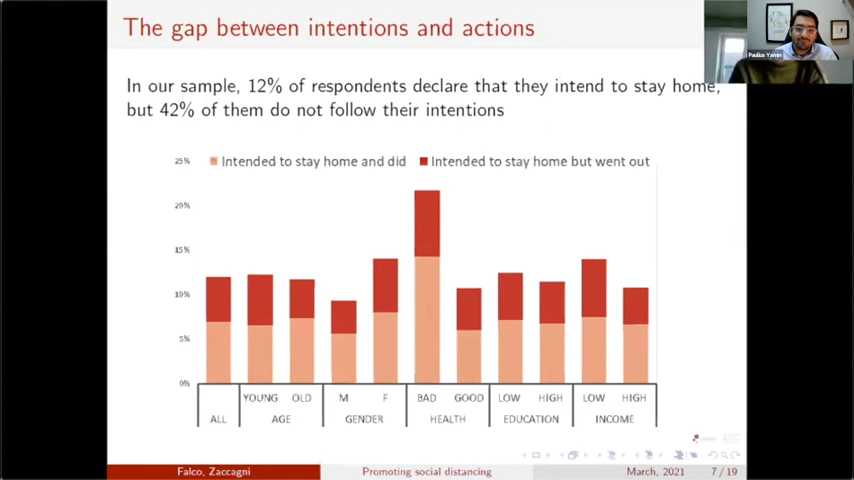 The gap between intentions and actions
Paulius Yamin
In our sample, 12% of respondents declare that they intend to stay home,
but 42% of them do not follow their intentions
25%
Intended to stay home and did
Intended to stay home but went out
20%
15%
10%
5%
0%
YOUNG OLD M F BAD GOOD LOW HIGH LOW HIGH
ALL AGE GENDER HEALTH EDUCATION INCOME
Falco, Zaccagni
Promoting social distancing
March, 2021
7 / 19